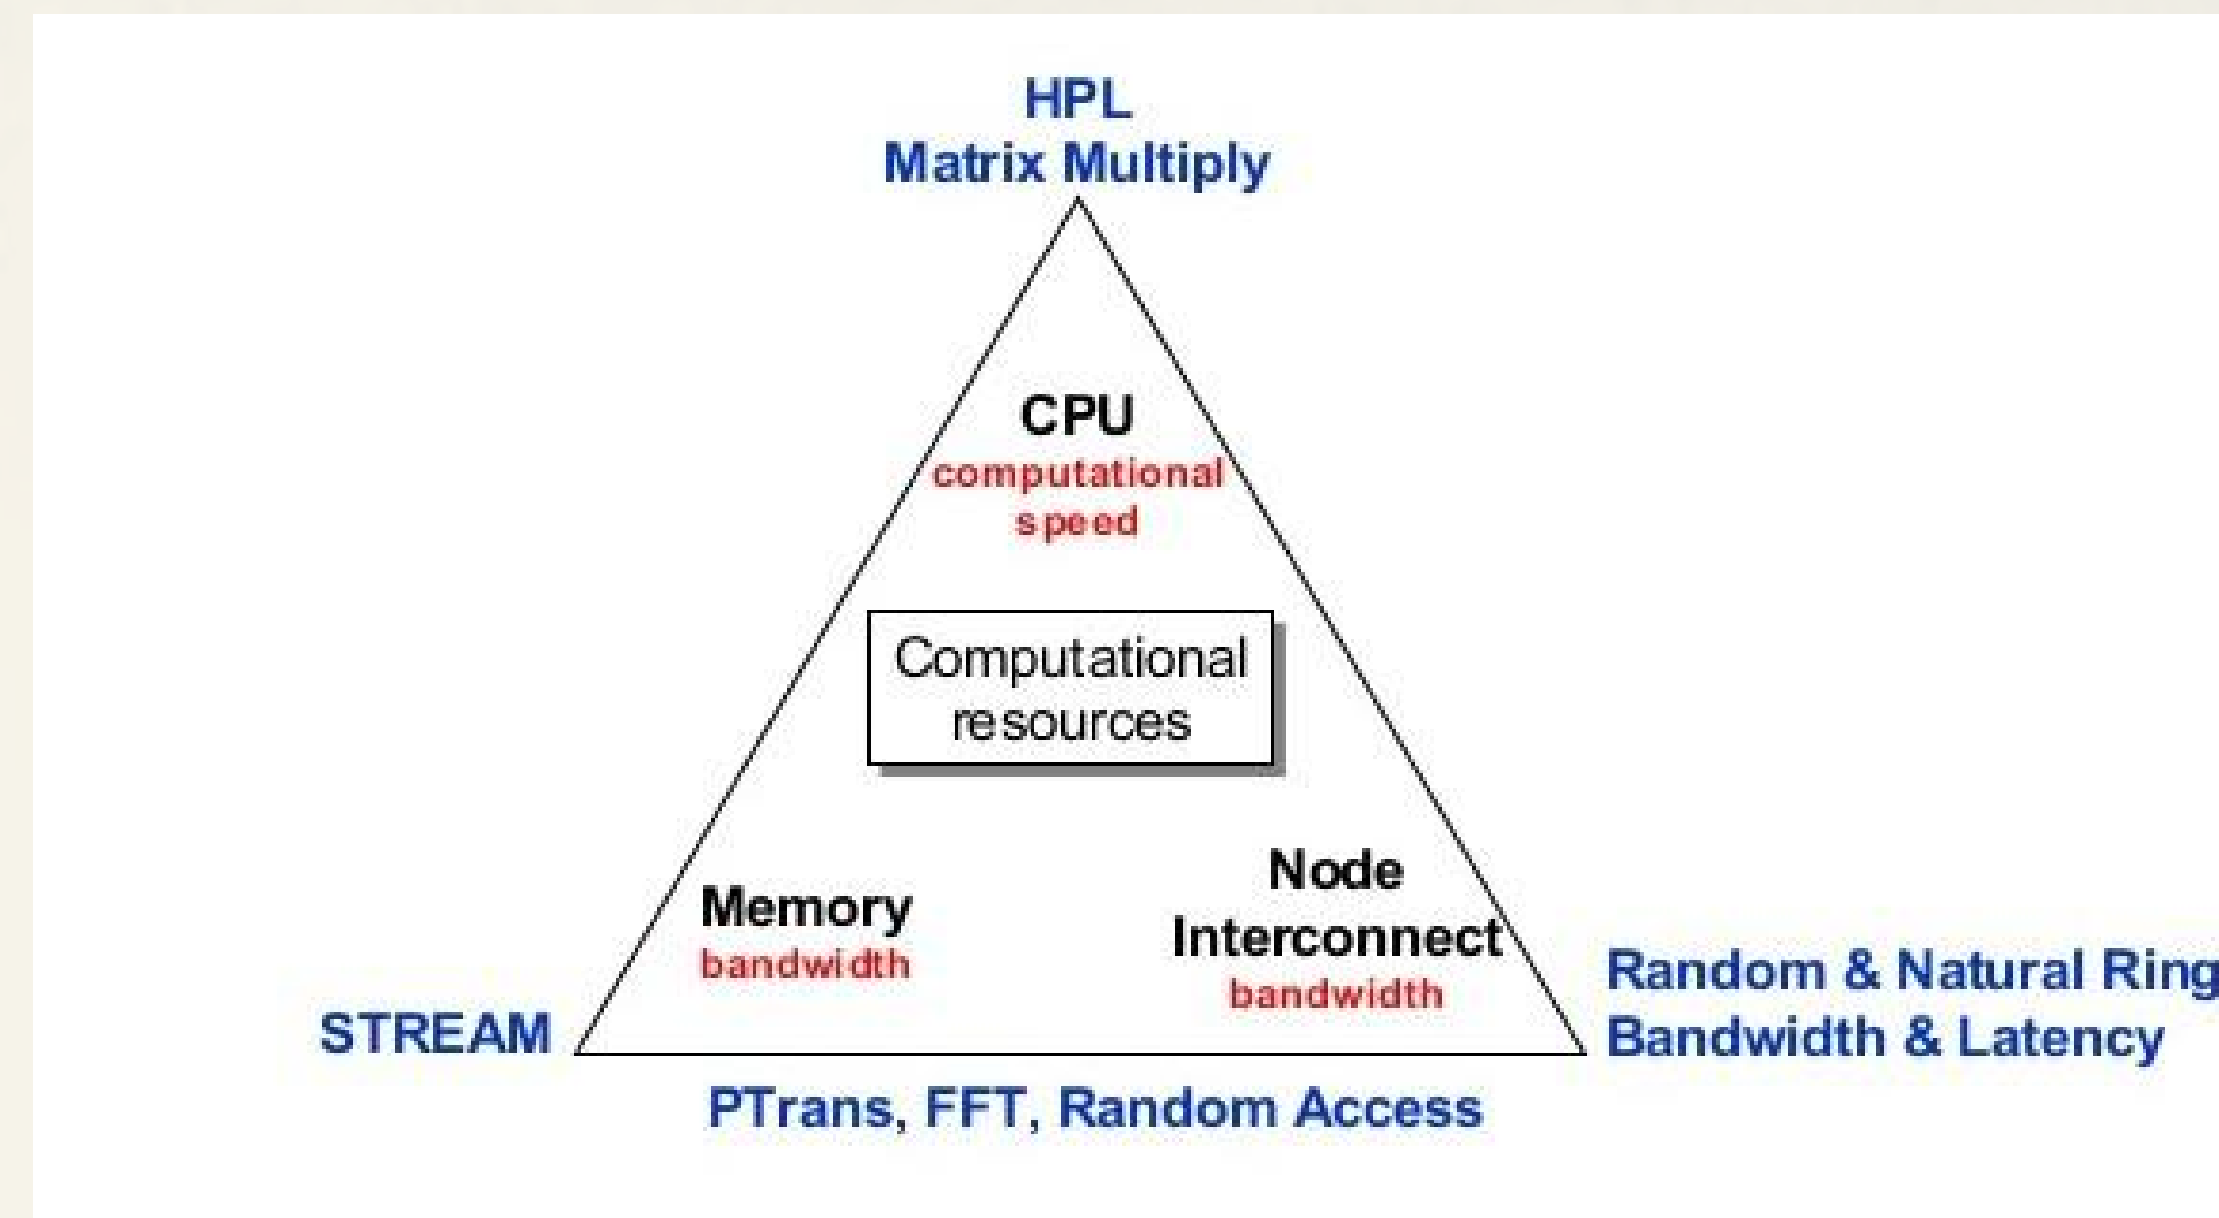 HPL
Matrix Multiply
CPU
computational
speed
Computational
resources
Memory
bandwidth
Node
Interconnect
bandwidth
STREAM
Random & Natural Ring
Bandwidth & Latency
PTrans, FFT, Random Access